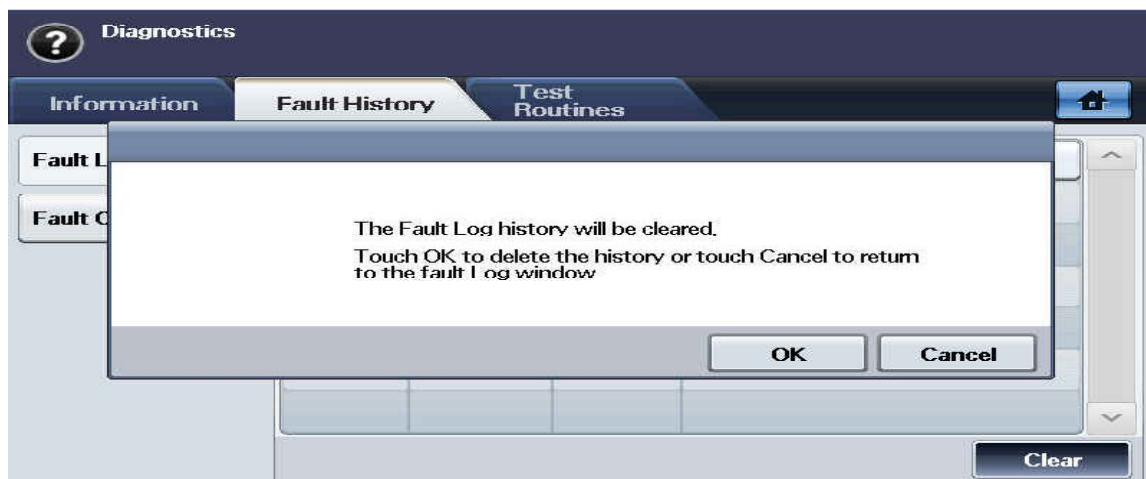 Diagnostics
Information
Fault History
Test
Routines
Fault L
Fault
The Fault Log history will be cleared.
Touch OK to delete the history or touch Cancel to return
to the fault Log window
OK
Cancel
Clear